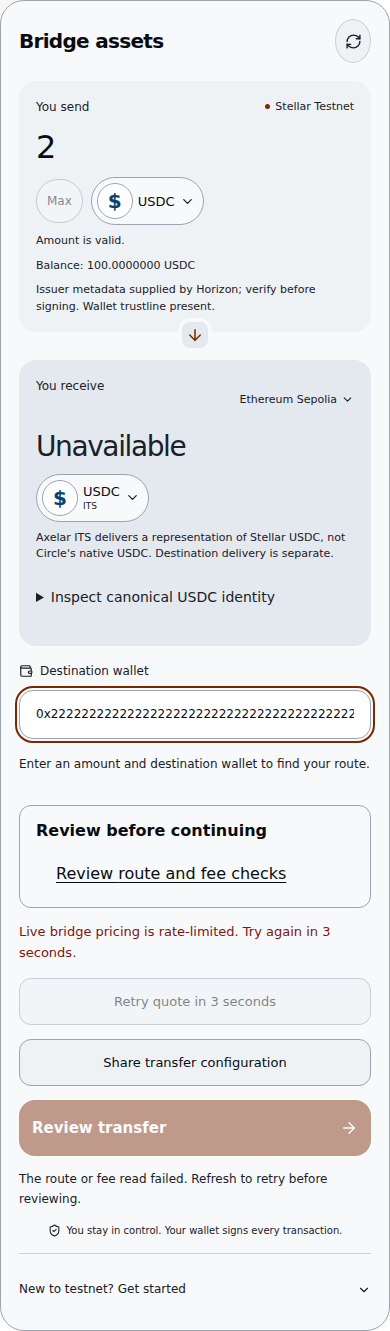 Bridge assets
You send
Stellar Testnet
2
Max
$ USDC
Amount is valid.
Balance: 100.0000000 USDC
Issuer metadata supplied by Horizon; verify before
signing. Wallet trustline present.
You receive
Ethereum Sepolia
Unavailable
$ USDC
ITS
Axelar ITS delivers a representation of Stellar USDC, not
Circle's native USDC. Destination delivery is separate.
Inspect canonical USDC identity
Destination wallet
0x2222222222222222222222222222222222222222
Enter an amount and destination wallet to find your route.
Review before continuing
Review route and fee checks
Live bridge pricing is rate-limited. Try again in 3
seconds.
Retry quote in 3 seconds
Share transfer configuration
Review transfer
The route or fee read failed. Refresh to retry before
reviewing.
You stay in control. Your wallet signs every transaction.
New to testnet? Get started